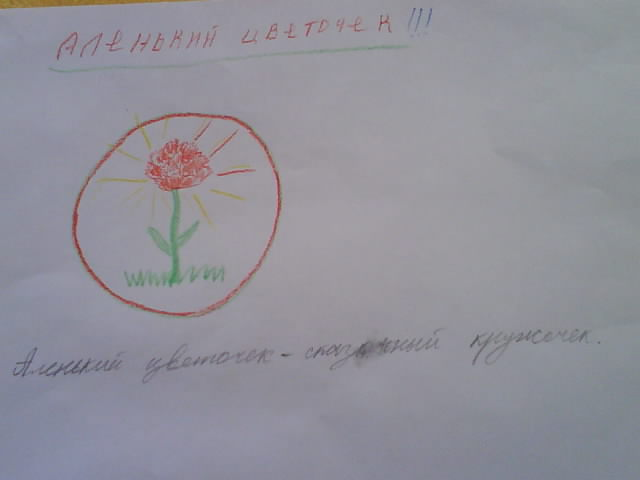 АЛЕНЬКИЙ ЦВЕТОЧЕК!!!
Аленький цветочек - сказочный кружочек.